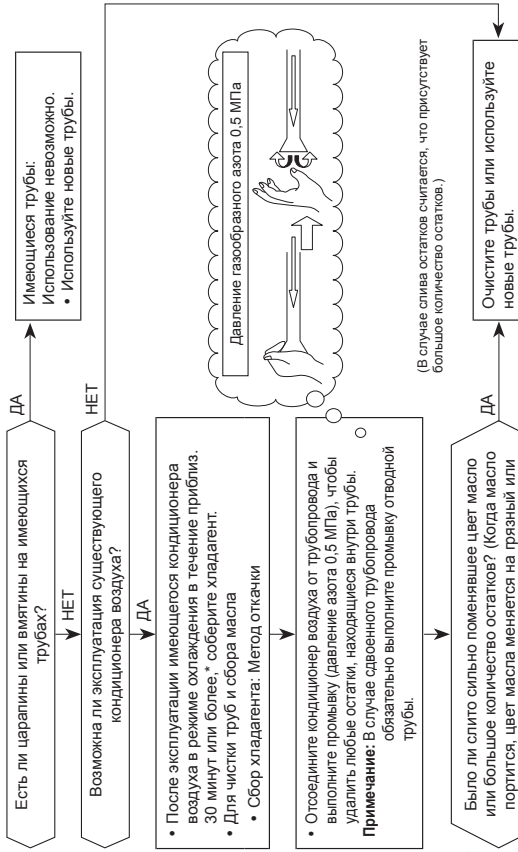 Есть ли царапины или вмятины на имеющихся
трубах?
ДА
Имеющиеся трубы:
Использование невозможно.
• Используйте новые трубы.
НЕТ
Возможна ли эксплуатация существующего
кондиционера воздуха?
НЕТ
ДА
• После эксплуатации имеющегося кондиционера
воздуха в режиме охлаждения в течение приблиз.
30 минут или более,* соберите хладагент.
• Для чистки труб и сбора масла
• Сбор хладагента: Метод откачки
Давление газообразного азота 0,5 МПа
• Отсоедините кондиционер воздуха от трубопровода и
выполните промывку (давление азота 0,5 МПа), чтобы
удалить любые остатки, находящиеся внутри трубы.
Примечание: В случае сдвоенного трубопровода
обязательно выполните промывку отводной
трубы.
(В случае слива остатков считается, что присутствует
большое количество остатков.)
Было ли слито сильно поменявшее цвет масло
или большое количество остатков? (Когда масло
портится, цвет масла меняется на грязный или
ДА
Очистите трубы или используйте
новые трубы.